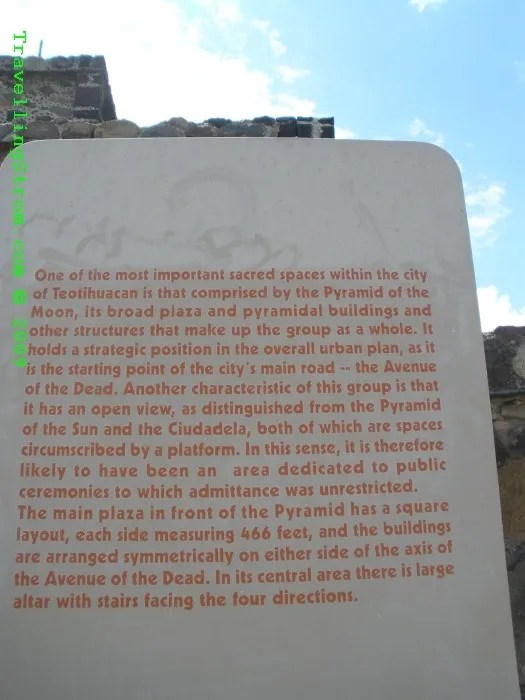 TravellingStrom.com © 2009
One of the most important sacred spaces within the city
of Teotihuacan is that comprised by the Pyramid of the
Moon, its broad plaza and pyramidal buildings and
other structures that make up the group as a whole. It
holds a strategic position in the overall urban plan, as it
is the starting point of the city's main road -- the Avenue
of the Dead. Another characteristic of this group is that
it has an open view, as distinguished from the Pyramid
of the Sun and the Ciudadela, both of which are spaces
circumscribed by a platform. In this sense, it is therefore
likely to have been an area dedicated to public
ceremonies to which admittance was unrestricted.
The main plaza in front of the Pyramid has a square
layout, each side measuring 466 feet, and the buildings
are arranged symmetrically on either side of the axis of
the Avenue of the Dead. In its central area there is large
altar with stairs facing the four directions.